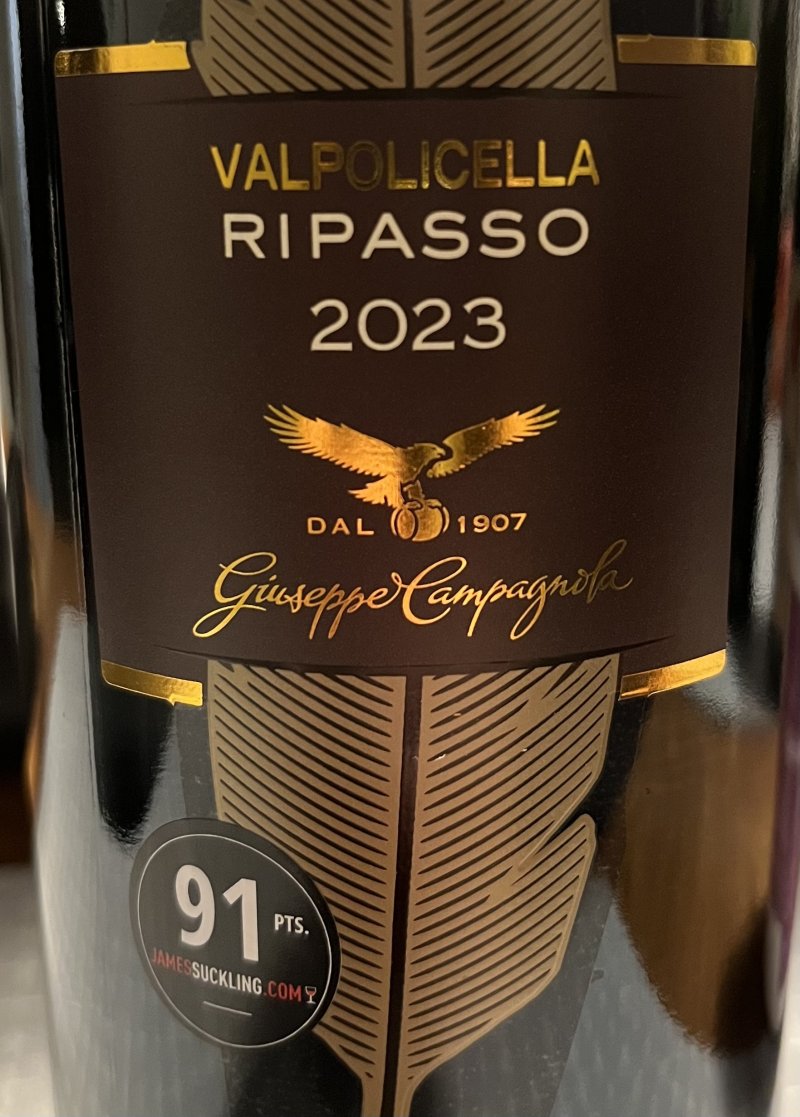 VALPOLICELLA
RIPASSO
2023
DAL 1907
Giuseppe Campagnola
91 PTS.
JAMESSUCKLING.COM